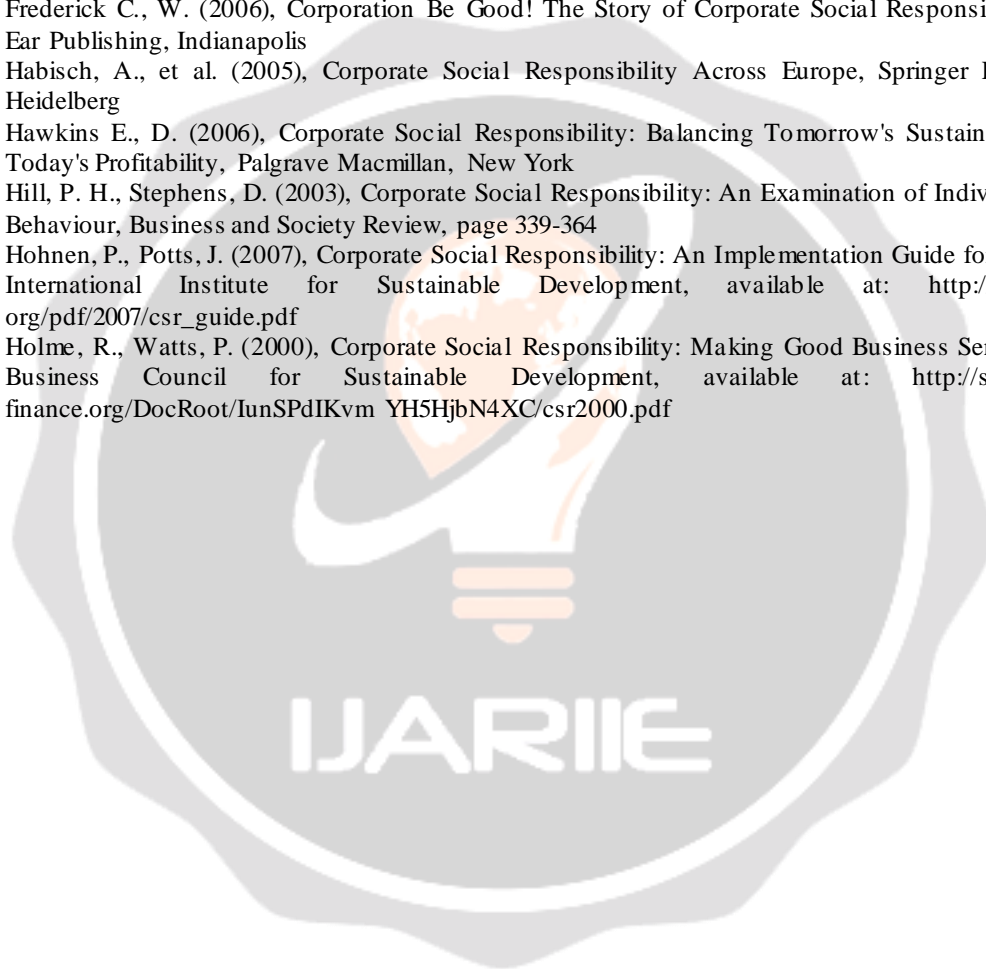 Frederick C., W. (2006), Corporation Be Good! The Story of Corporate Social
Ear Publishing, Indianapolis
Habisch, A., et al. (2005), Corporate Social Responsibility Across Europe, Springer
Heidelberg
Hawkins E., D. (2006), Corporate Social Responsibility: Balancing Tomorrow's
Today's Profitability, Palgrave Macmillan, New York
Hill, P. H., Stephens, D. (2003), Corporate Social Responsibility: An Examination of
Behaviour, Business and Society Review, page 339-364
Hohnen, P., Potts, J. (2007), Corporate Social Responsibility: An Implementation Guide
International Institute for Sustainable Development, available at: http:/
org/pdf/2007/csr_guide.pdf
Holme, R., Watts, P. (2000), Corporate Social Responsibility: Making Good Business
Business Council for Sustainable Development, available at: http://s
finance.org/DocRoot/IunSPdIKvm YH5HjbN4XC/csr2000.pdf
IJARIIE